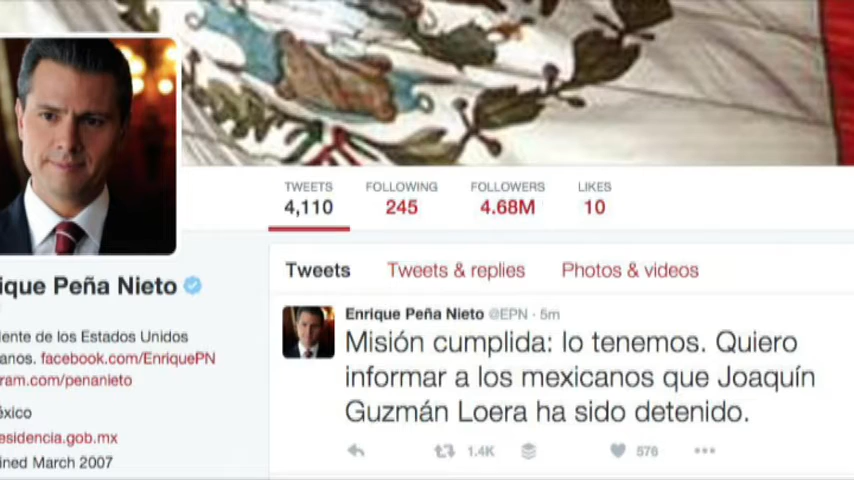 TWEETS FOLLOWING FOLLOWERS LIKES
4,110 245 4.68M 10
Tweets Tweets & replies Photos & videos
ique Peña Nieto
ente de los Estados Unidos
anos. facebook.com/EnriquePN
ram.com/penanieto
éxico
esidencia.gob.mx
ined March 2007
Enrique Peña Nieto @EPN · 5m
Misión cumplida: lo tenemos. Quiero
informar a los mexicanos que Joaquín
Guzmán Loera ha sido detenido.
1.4K 576